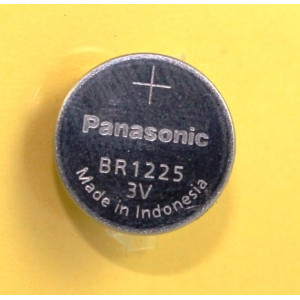 +
Panasonic
BR1225
3V
Made in Indonesia